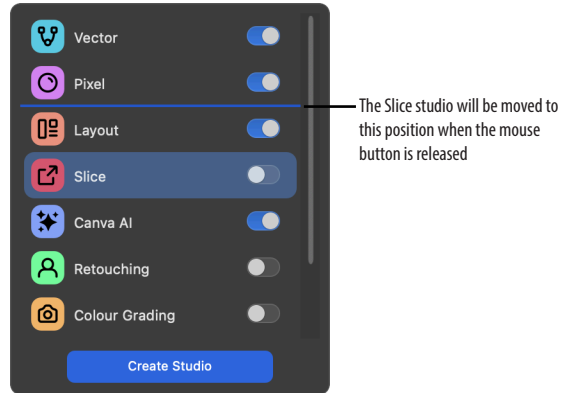 Vector
Pixel
The Slice studio will be moved to
this position when the mouse
button is released
Layout
Slice
Canva AI
Retouching
Colour Grading
Create Studio